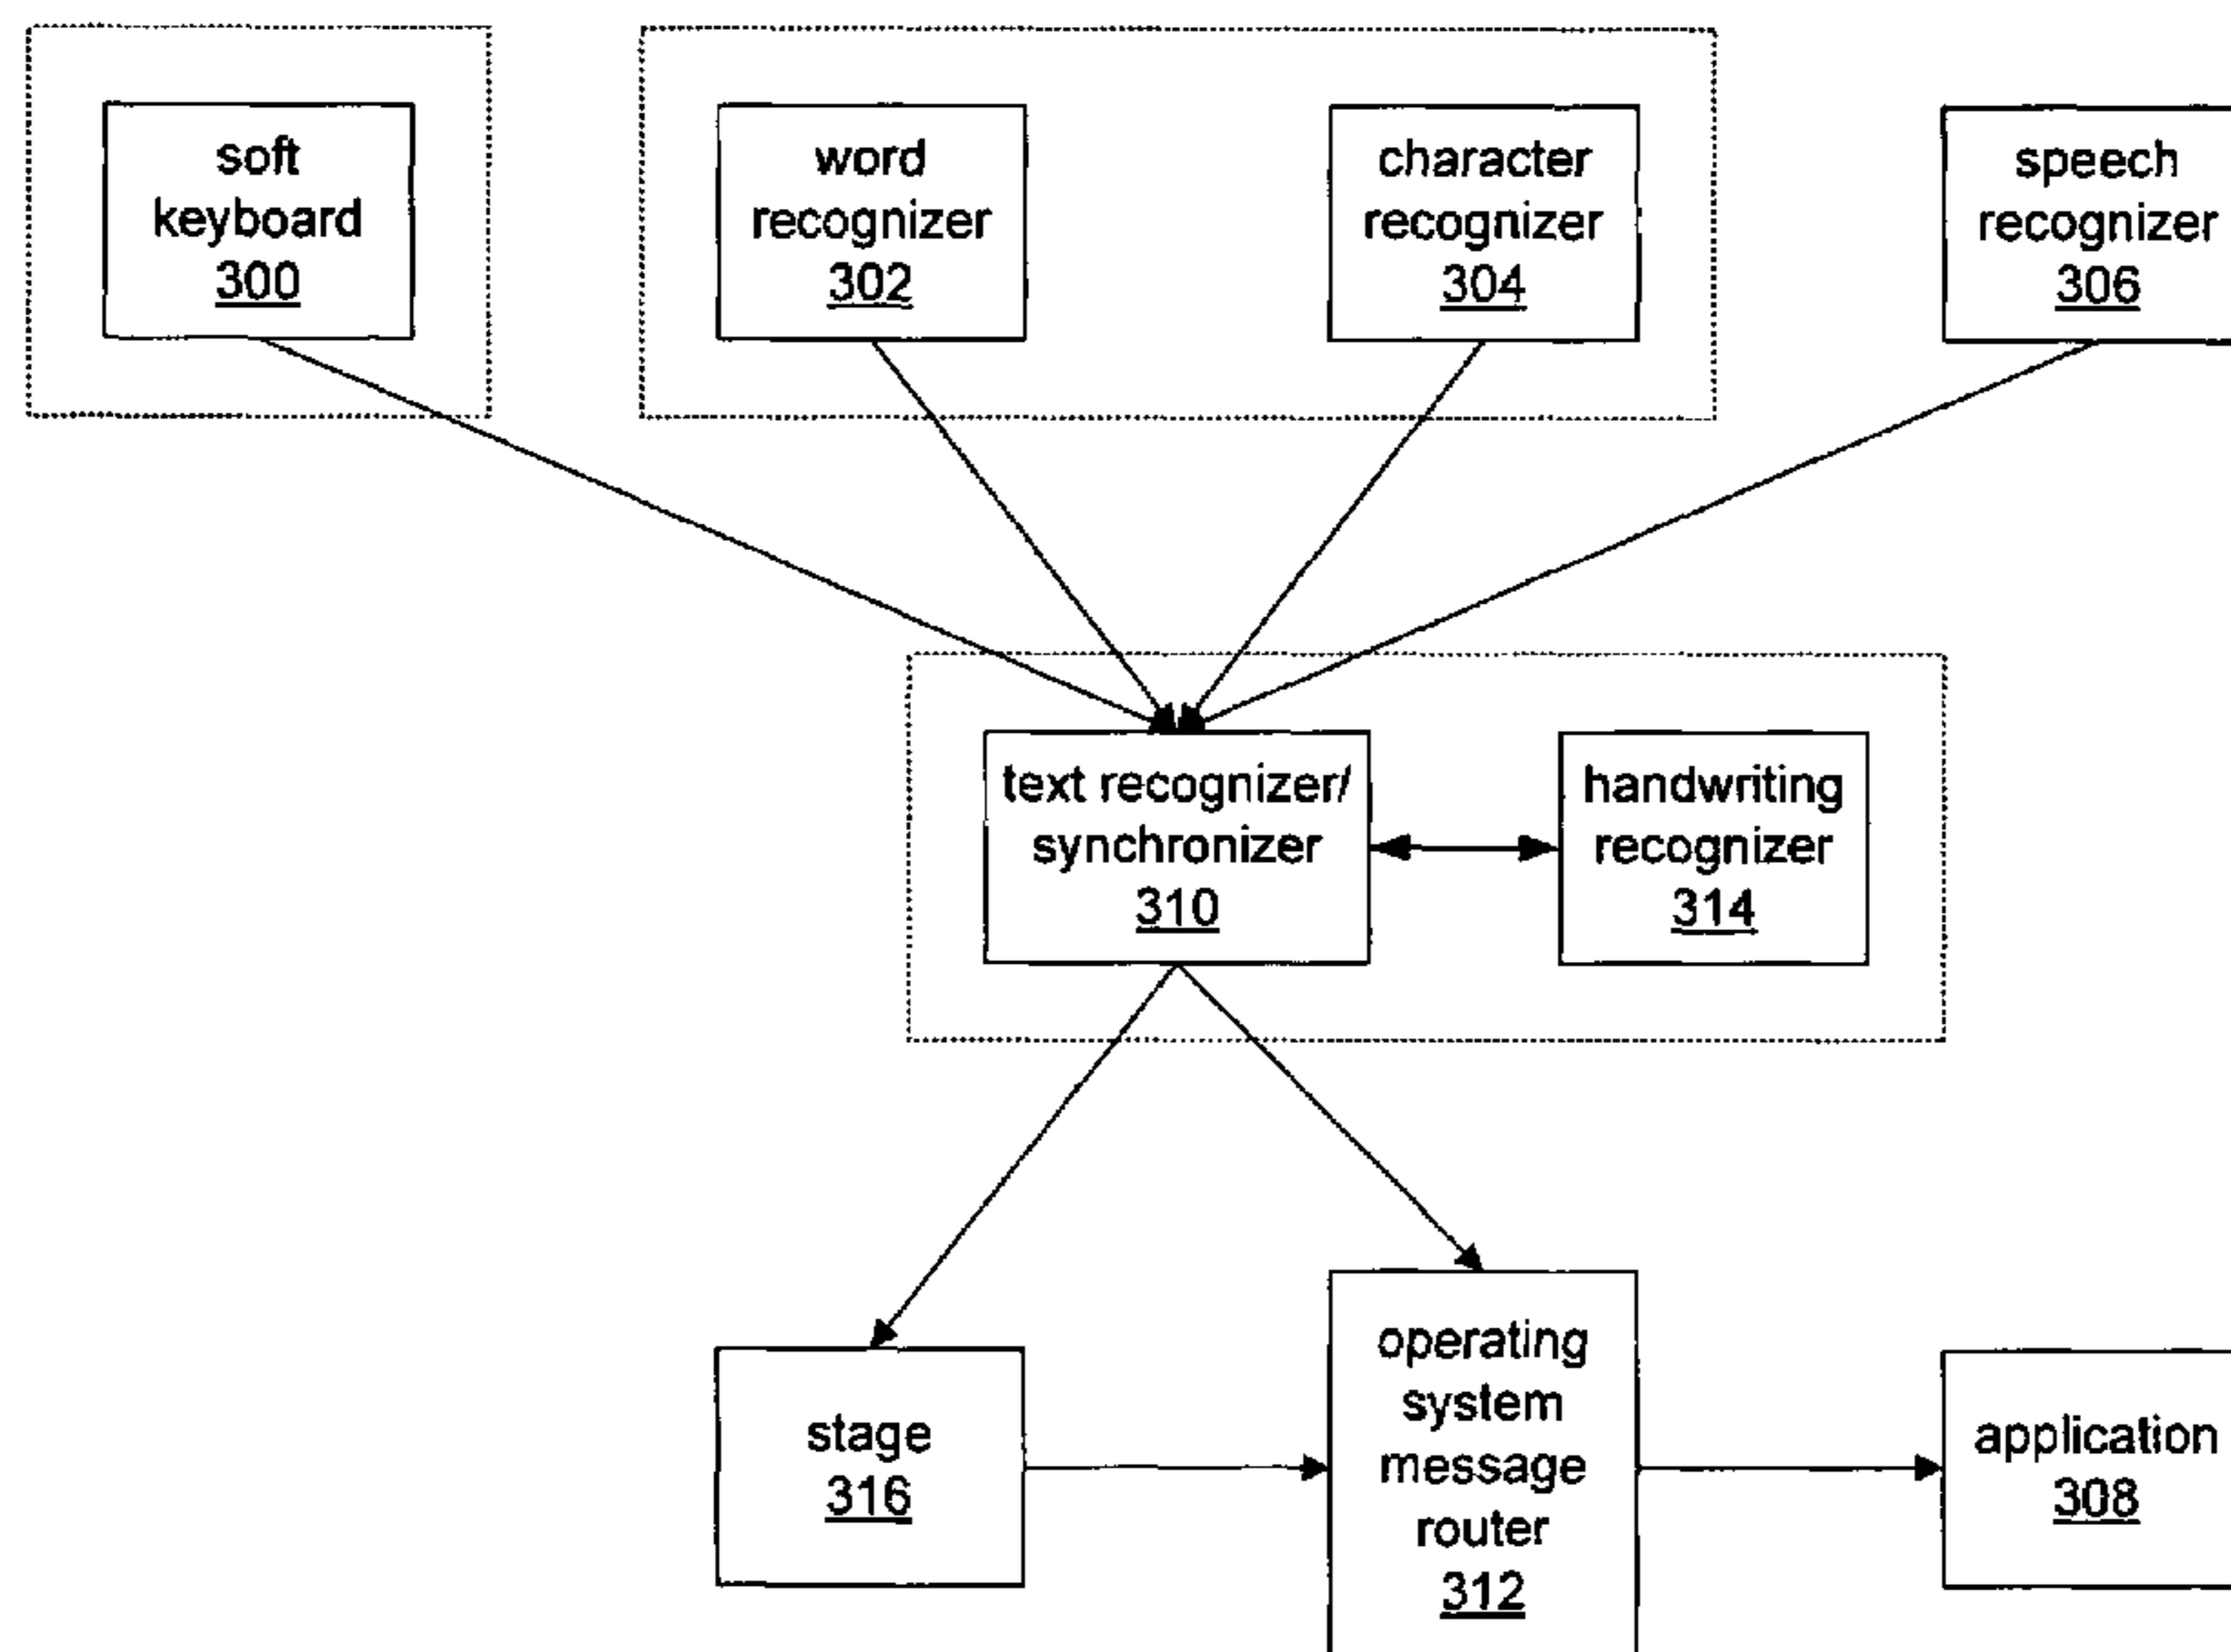 soft
keyboard
300
word
recognizer
302
character
recognizer
304
speech
recognizer
306
text recognizer/
synchronizer
310
handwriting
recognizer
314
stage
316
operating
system
message
router
312
application
308